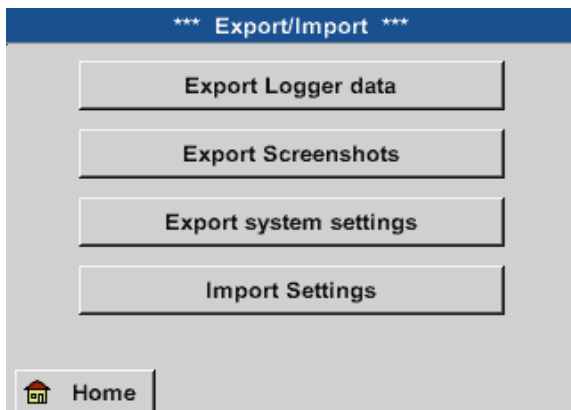 *** Export/Import ***
Export Logger data
Export Screenshots
Export system settings
Import Settings
Home